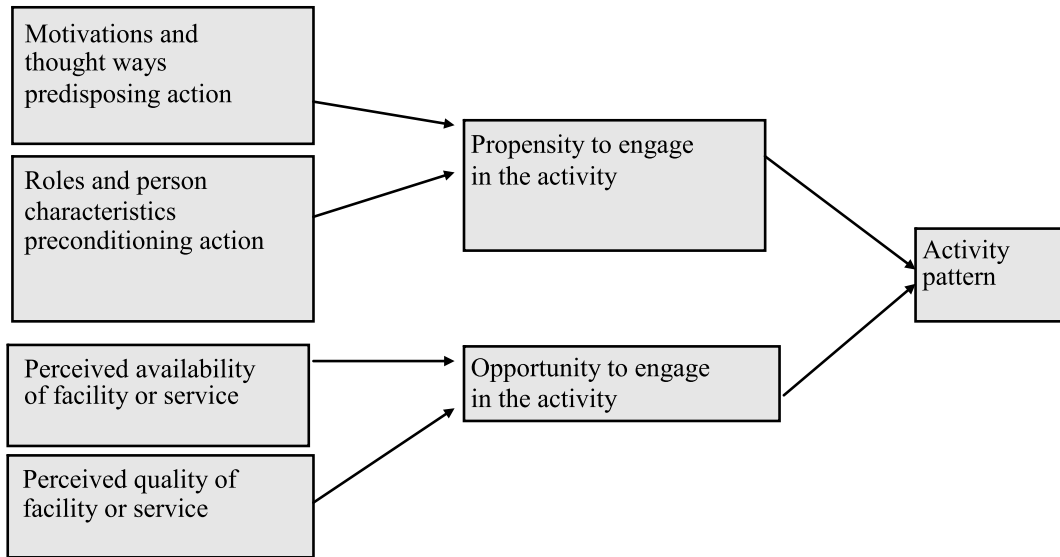 Motivations and
thought ways
predisposing action
Roles and person
characteristics
preconditioning action
Perceived availability
of facility or service
Perceived quality of
facility or service
Propensity to engage
in the activity
Opportunity to engage
in the activity
Activity
pattern